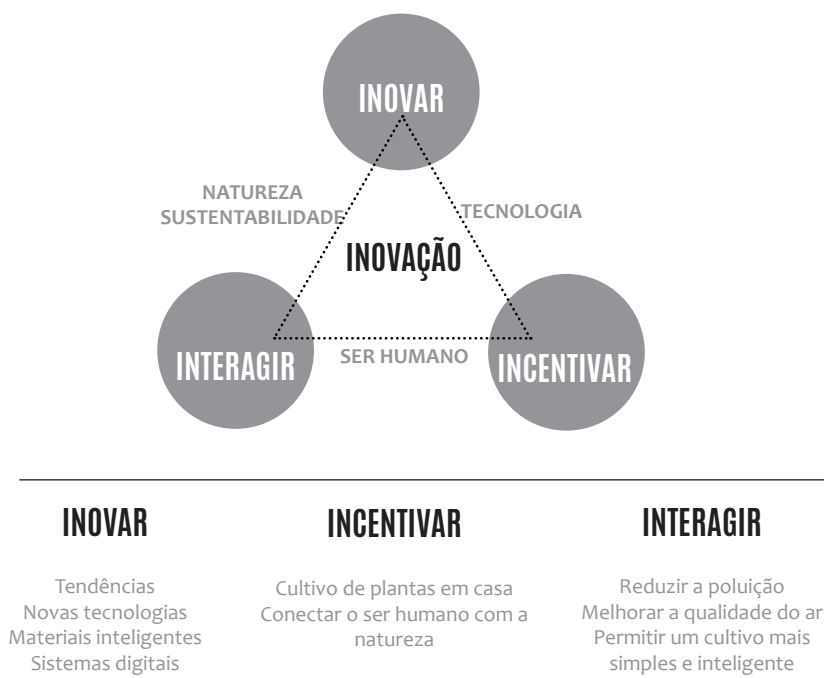 INOVAR
NATUREZA
SUSTENTABILIDADE
TECNOLOGIA
INOVAÇÃO
INTERAGIR
SER HUMANO
INCENTIVAR
INOVAR
Tendências
Novas tecnologias
Materiais inteligentes
Sistemas digitais
INCENTIVAR
Cultivo de plantas em casa
Conectar o ser humano com a
natureza
INTERAGIR
Reduzir a poluição
Melhorar a qualidade do ar
Permitir um cultivo mais
simples e inteligente